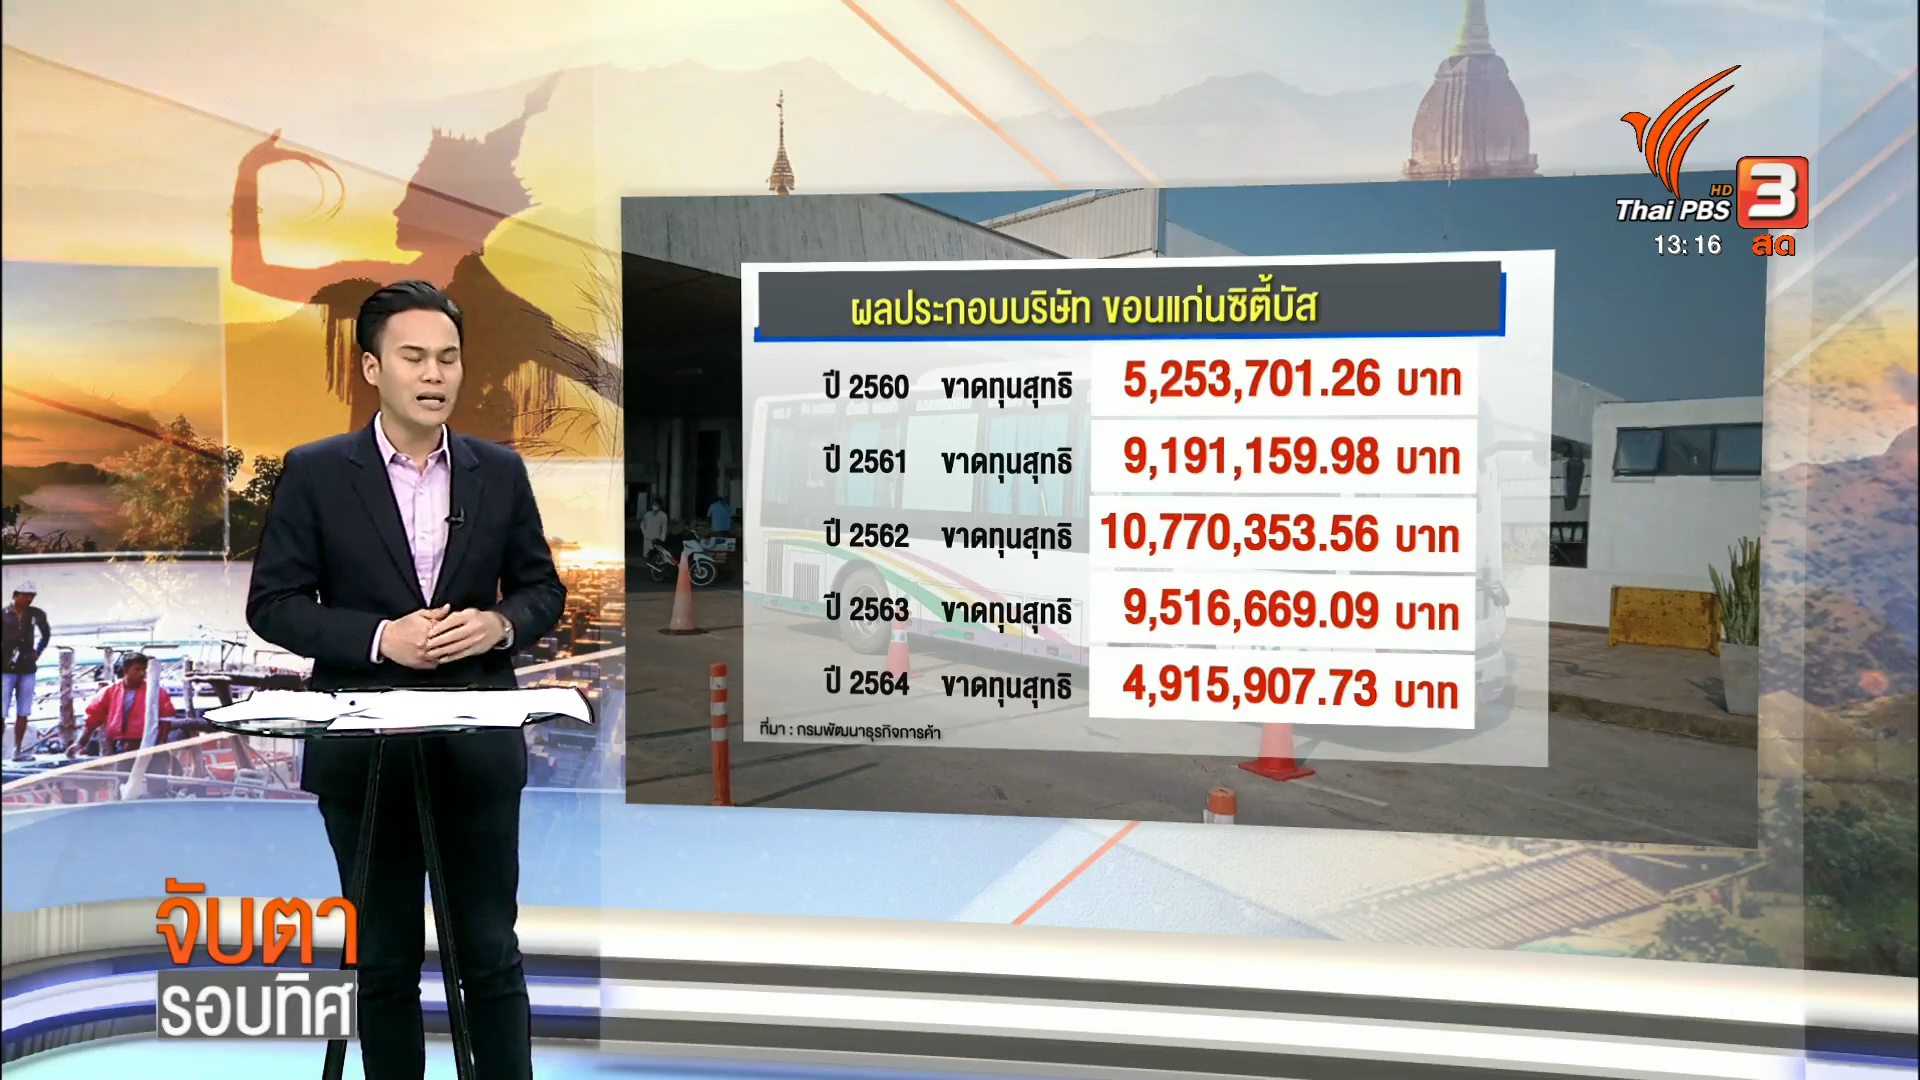 Thai PBS HD 3
13:16 สด
ผลประกอบบริษัท ขอนแก่นซิตี้บัส
ปี 2560 ขาดทุนสุทธิ 5,253,701.26 บาท
ปี 2561 ขาดทุนสุทธิ 9,191,159.98 บาท
ปี 2562 ขาดทุนสุทธิ 10,770,353.56 บาท
ปี 2563 ขาดทุนสุทธิ 9,516,669.09 บาท
ปี 2564 ขาดทุนสุทธิ 4,915,907.73 บาท
ที่มา : กรมพัฒนาธุรกิจการค้า
จับตา
รอบทิศ